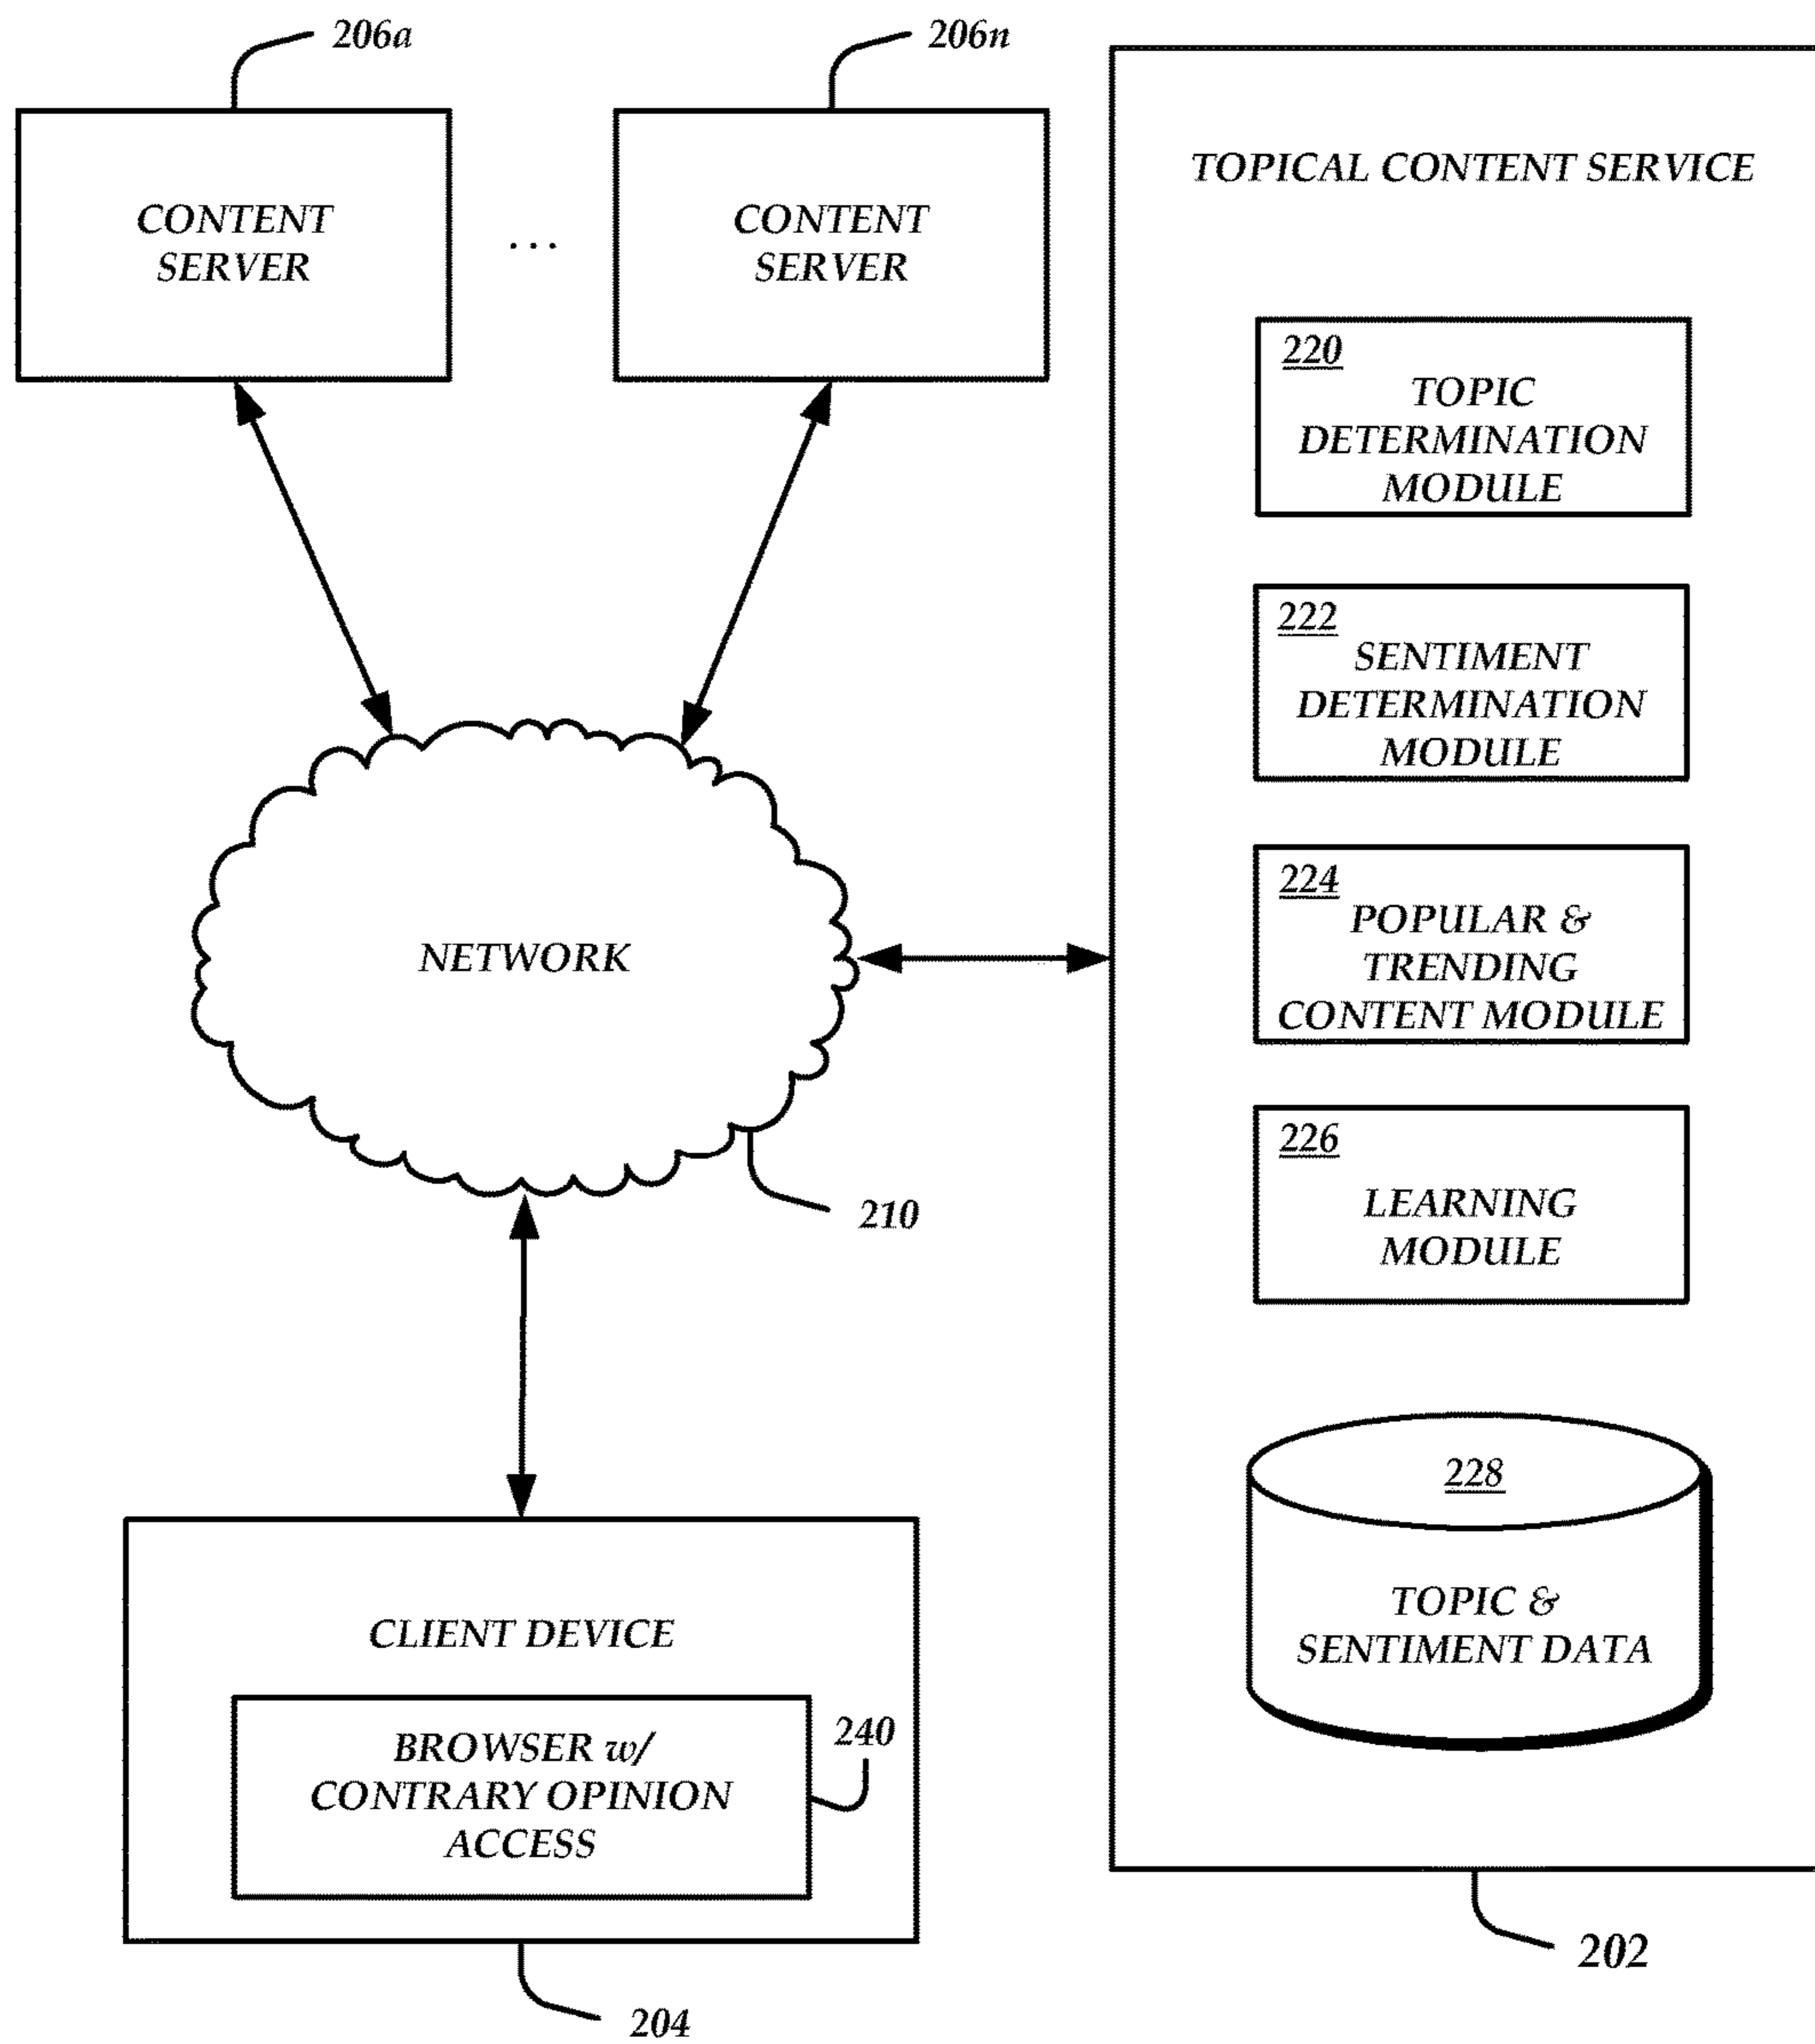 206a
206n
CONTENT
SERVER
...
CONTENT
SERVER
TOPICAL CONTENT SERVICE
220
TOPIC
DETERMINATION
MODULE
222
SENTIMENT
DETERMINATION
MODULE
224
POPULAR &
TRENDING
CONTENT MODULE
226
LEARNING
MODULE
228
TOPIC &
SENTIMENT DATA
202
NETWORK
210
CLIENT DEVICE
BROWSER w/
CONTRARY OPINION
ACCESS
240
204